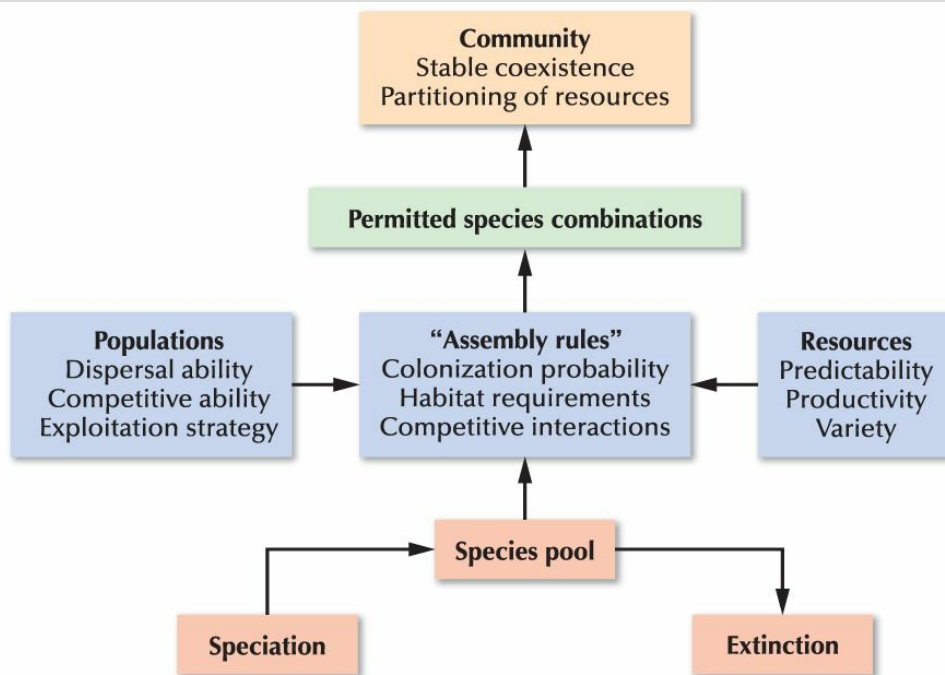 Community
Stable coexistence
Partitioning of resources
Permitted species combinations
Populations
Dispersal ability
Competitive ability
Exploitation strategy
“Assembly rules”
Colonization probability
Habitat requirements
Competitive interactions
Resources
Predictability
Productivity
Variety
Species pool
Speciation
Extinction